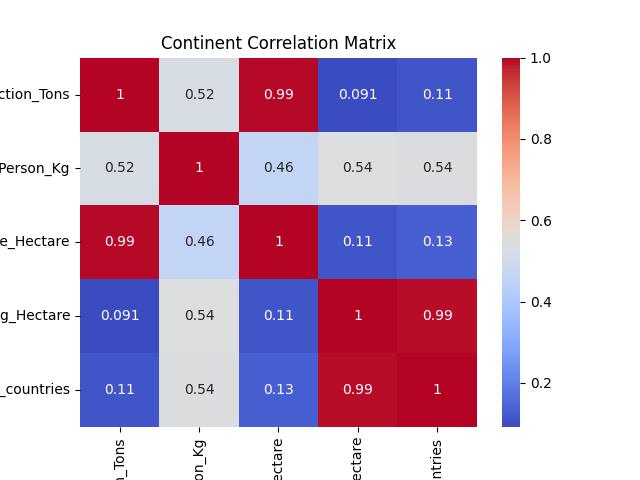 Continent Correlation Matrix
ction_Tons 1 0.52 0.99 0.091 0.11
Person_Kg 0.52 1 0.46 0.54 0.54
e_Hectare 0.99 0.46 1 0.11 0.13
g_Hectare 0.091 0.54 0.11 1 0.99
_countries 0.11 0.54 0.13 0.99 1
n_Tons
on_Kg
ectare
ectare
ntries
1.0
0.8
0.6
0.4
0.2